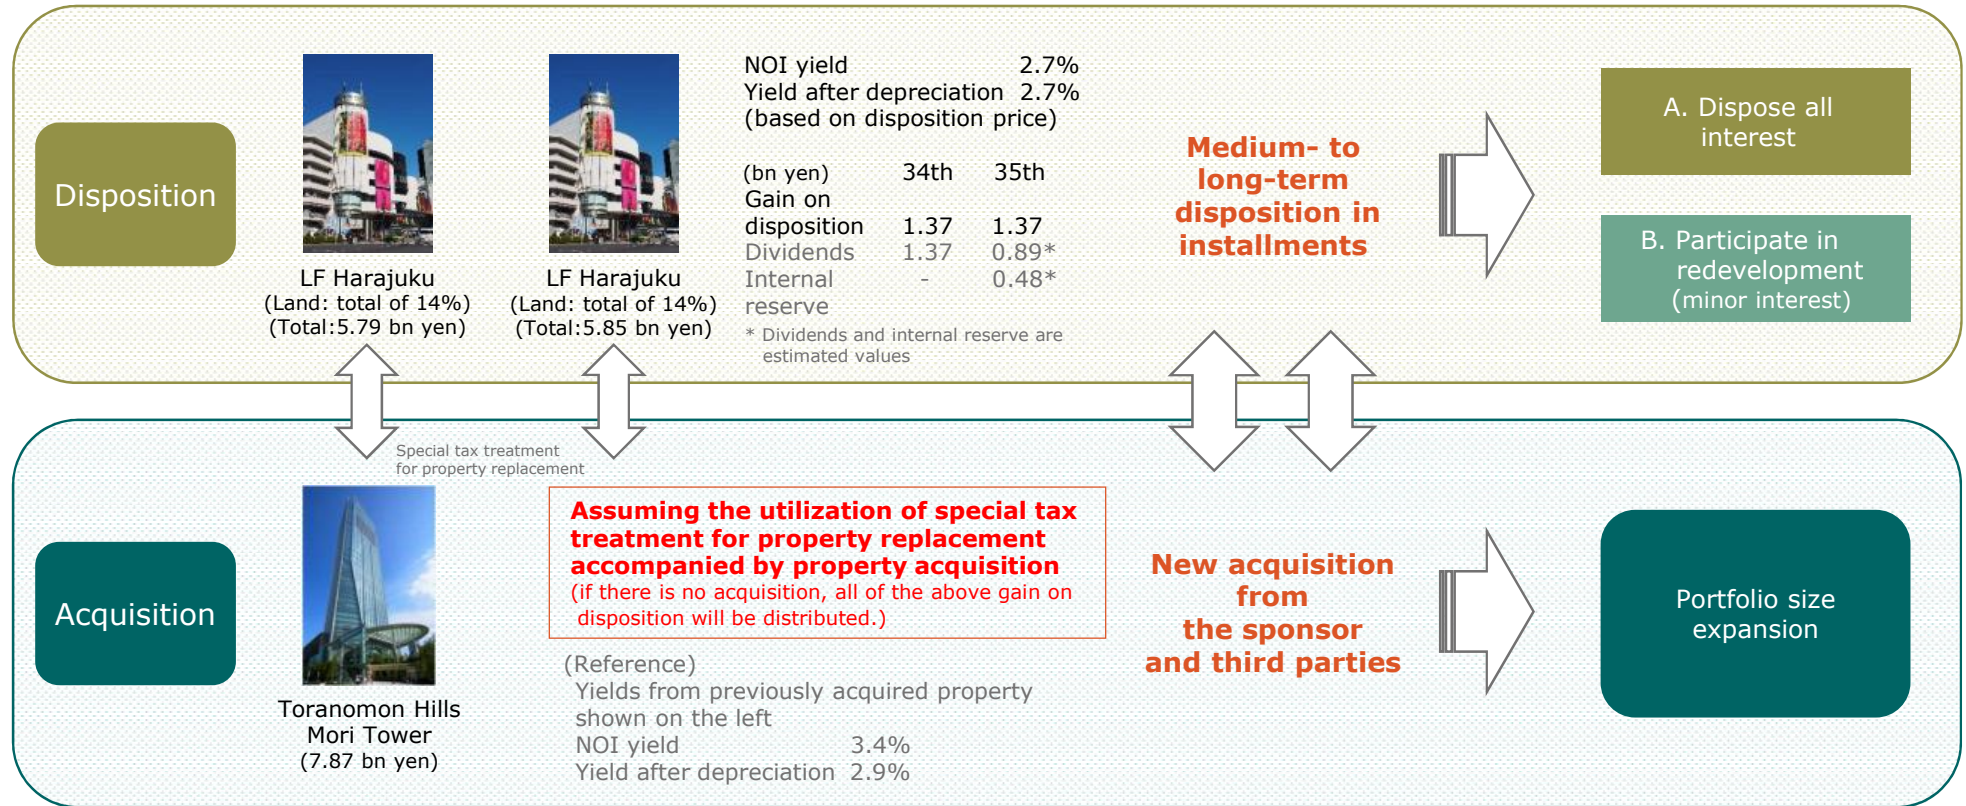 Disposition
LF Harajuku
(Land: total of 14%)
(Total:5.79 bn yen)
LF Harajuku
(Land: total of 14%)
(Total:5.85 bn yen)
NOI yield 2.7%
Yield after depreciation 2.7%
(based on disposition price)
(bn yen) 34th 35th
Gain on
disposition 1.37 1.37
Dividends 1.37 0.89*
Internal - 0.48*
reserve
* Dividends and internal reserve are
estimated values
Medium- to
long-term
disposition in
installments
A. Dispose all
interest
B. Participate in
redevelopment
(minor interest)
Special tax treatment
for property replacement
Acquisition
Toranomon Hills
Mori Tower
(7.87 bn yen)
Assuming the utilization of special tax
treatment for property replacement
accompanied by property acquisition
(if there is no acquisition, all of the above gain on
disposition will be distributed.)
(Reference)
Yields from previously acquired property
shown on the left
NOI yield 3.4%
Yield after depreciation 2.9%
New acquisition
from
the sponsor
and third parties
Portfolio size
expansion